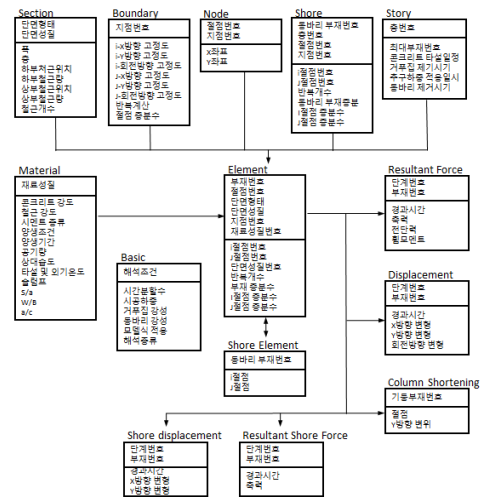 Section
단면형태
단면성질
폭
춤
하부철근위치
하부철근량
상부철근위치
상부철근량
철근개수
Boundary
지점번호
i-X방향 고정도
i-Y방향 고정도
i-회전방향 고정도
J-X방향 고정도
J-Y방향 고정도
J-회전방향 고정도
반복계산
절점 증분수
Node
절점번호
지점번호
X좌표
Y좌표
Shore
동바리 부재번호
층번호
절점번호
지점번호
i절점번호
J절점번호
반복개수
동바리 부재증분
i절점 증분수
J절점 증분수
Story
층번호
최대부재번호
콘크리트 타설일정
거푸집 제기시기
추구하중 적용일시
동바리 제거시기
Material
재료성질
콘크리트 강도
철근 강도
시멘트 종류
양생조건
양생기간
공기량
상대습도
타설 및 외기온도
슬럼프
S/a
W/B
a/c
Basic
해석조건
시간분할수
시공하중
거푸집 강성
동바리 강성
모델식 적용
해석종류
Element
부재번호
절점번호
단면형태
단면성질
지점번호
재료성질번호
i절점번호
J절점번호
단면성질번호
반복개수
부재 증분수
i절점 증분수
J절점 증분수
Shore Element
동바리 부재번호
i절점
J절점
Resultant Force
단계번호
부재번호
경과시간
축력
전단력
휨모멘트
Displacement
단계번호
부재번호
경과시간
X방향 변형
Y방향 변형
회전방향 변형
Column Shortening
기둥부재번호
절점
Y방향 변위
Shore displacement
단계번호
부재번호
경과시간
X방향 변형
Y방향 변형
Resultant Shore Force
단계번호
부재번호
경과시간
축력